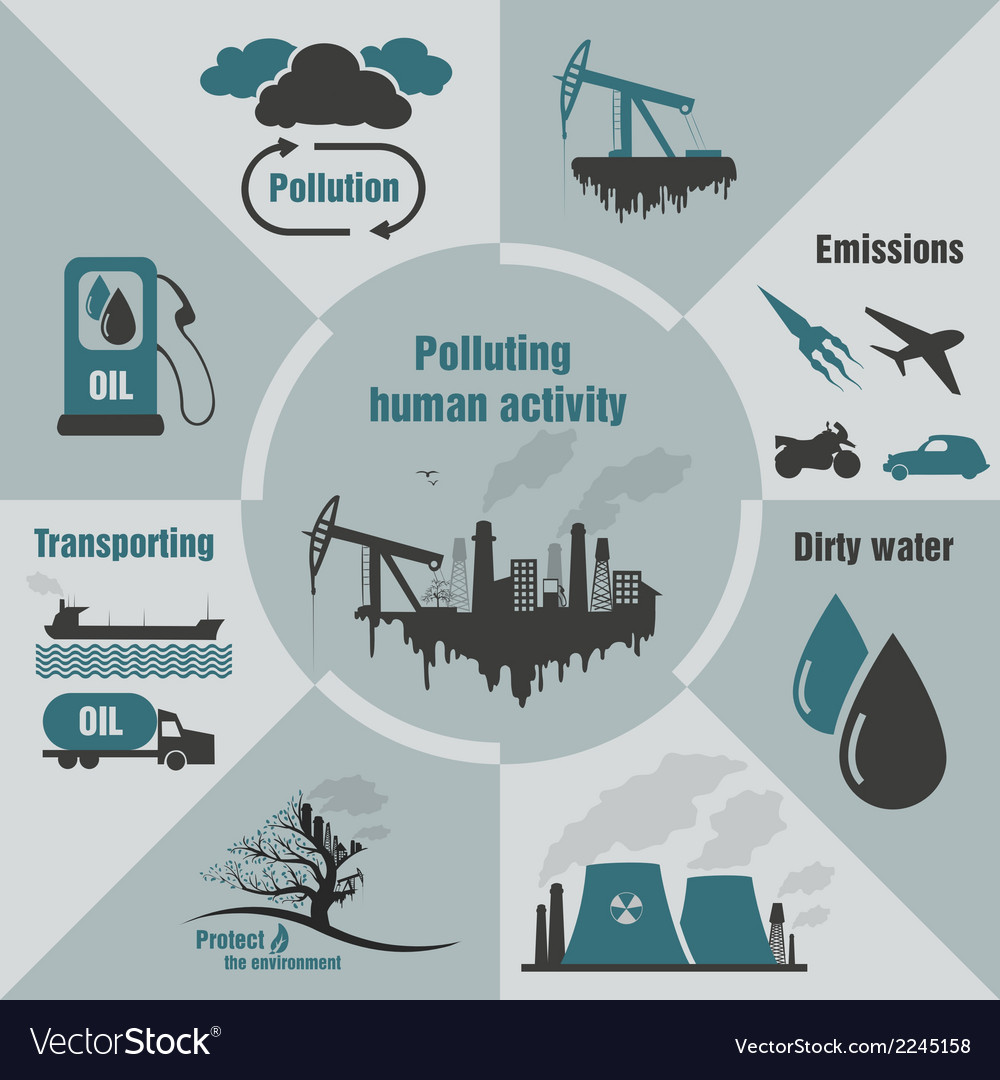 Pollution
Emissions
OIL
Polluting
human activity
Transporting
Dirty water
OIL
Protect
the environment
VectorStock®
VectorStock.com/2245158